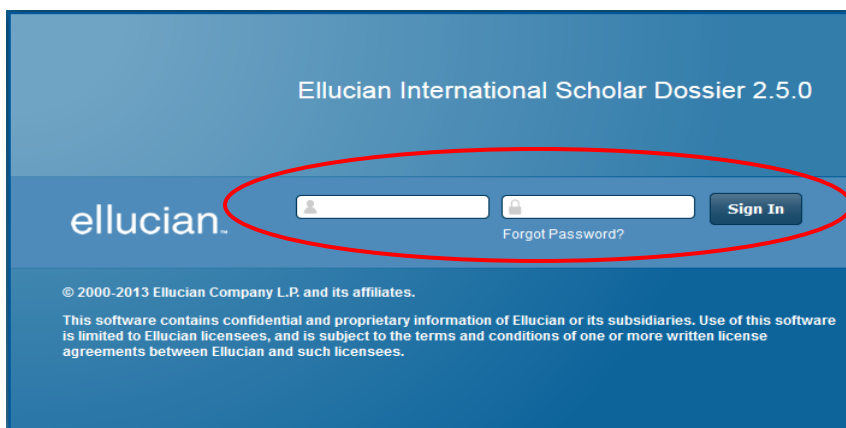 Ellucian International Scholar Dossier 2.5.0
ellucian™
Sign In
Forgot Password?
© 2000-2013 Ellucian Company L.P. and its affiliates.
This software contains confidential and proprietary information of Ellucian or its subsidiaries. Use of this software
is limited to Ellucian licensees, and is subject to the terms and conditions of one or more written license
agreements between Ellucian and such licensees.